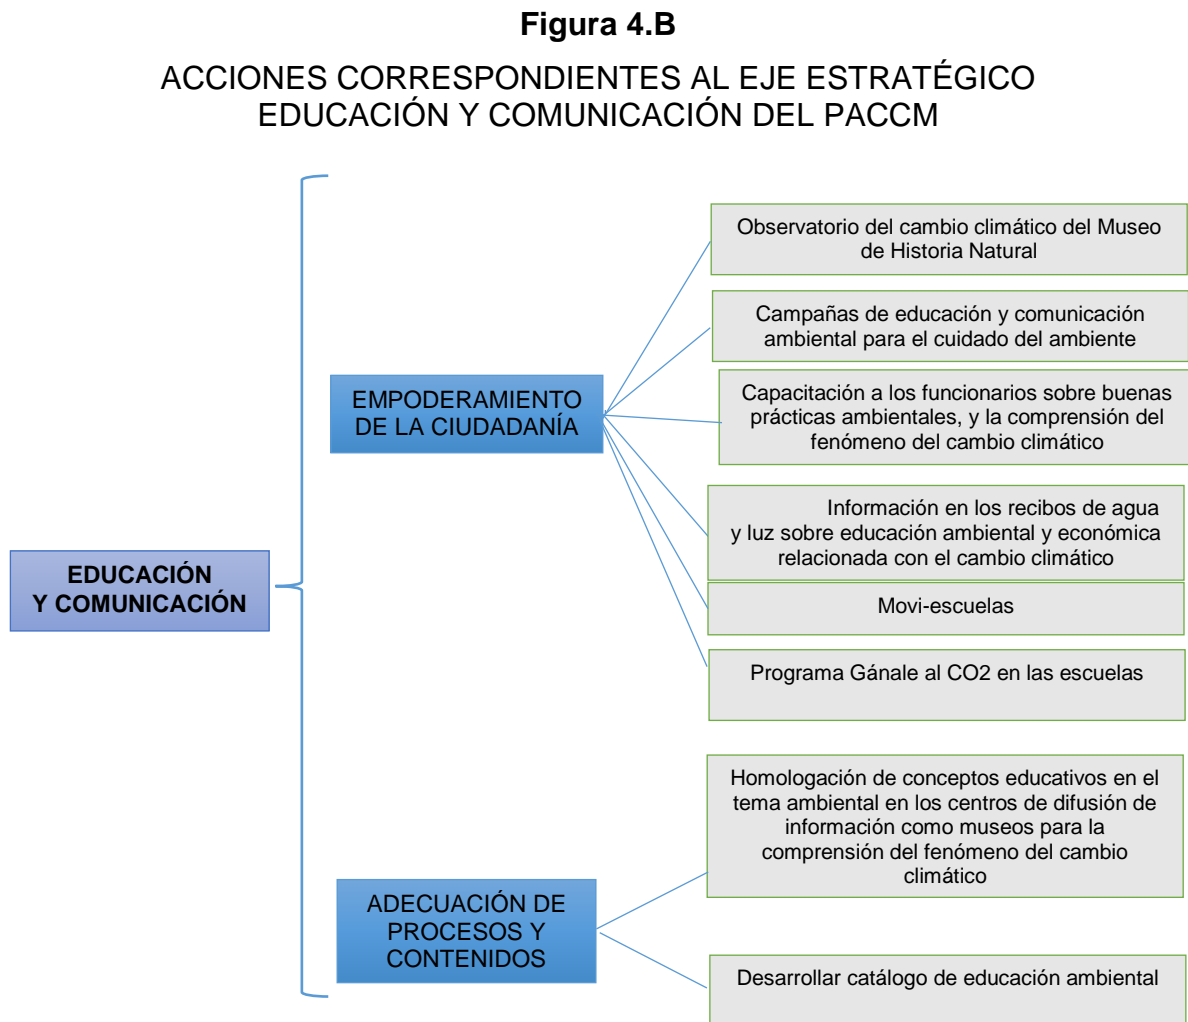 Figura 4.B
ACCIONES CORRESPONDIENTES AL EJE ESTRATÉGICO
EDUCACIÓN Y COMUNICACIÓN DEL PACCM
EDUCACIÓN
Y COMUNICACIÓN
EMPODERAMIENTO
DE LA CIUDADANÍA
Observatorio del cambio climático del Museo
de Historia Natural
Campañas de educación y comunicación
ambiental para el cuidado del ambiente
Capacitación a los funcionarios sobre buenas
prácticas ambientales, y la comprensión del
fenómeno del cambio climático
Información en los recibos de agua
y luz sobre educación ambiental y económica
relacionada con el cambio climático
Movi-escuelas
Programa Gánale al CO2 en las escuelas
ADECUACIÓN DE
PROCESOS Y
CONTENIDOS
Homologación de conceptos educativos en el
tema ambiental en los centros de difusión de
información como museos para la
comprensión del fenómeno del cambio
climático
Desarrollar catálogo de educación ambiental